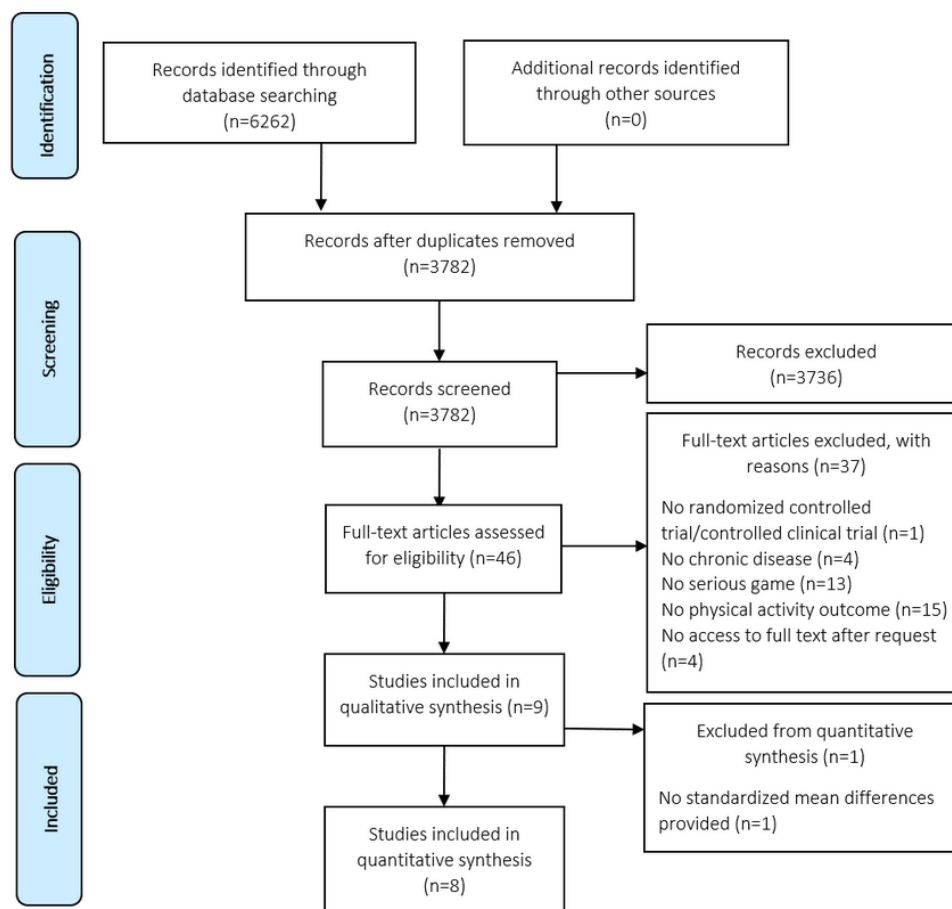 Identification
Records identified through
database searching
(n=6262)
Additional records identified
through other sources
(n=0)
Records after duplicates removed
(n=3782)
Screening
Records screened
(n=3782)
Records excluded
(n=3736)
Eligibility
Full-text articles assessed
for eligibility (n=46)
Full-text articles excluded, with
reasons (n=37)
No randomized controlled
trial/controlled clinical trial (n=1)
No chronic disease (n=4)
No serious game (n=13)
No physical activity outcome (n=15)
No access to full text after request
(n=4)
Studies included in
qualitative synthesis (n=9)
Included
Excluded from quantitative
synthesis (n=1)
No standardized mean differences
provided (n=1)
Studies included in
quantitative synthesis
(n=8)